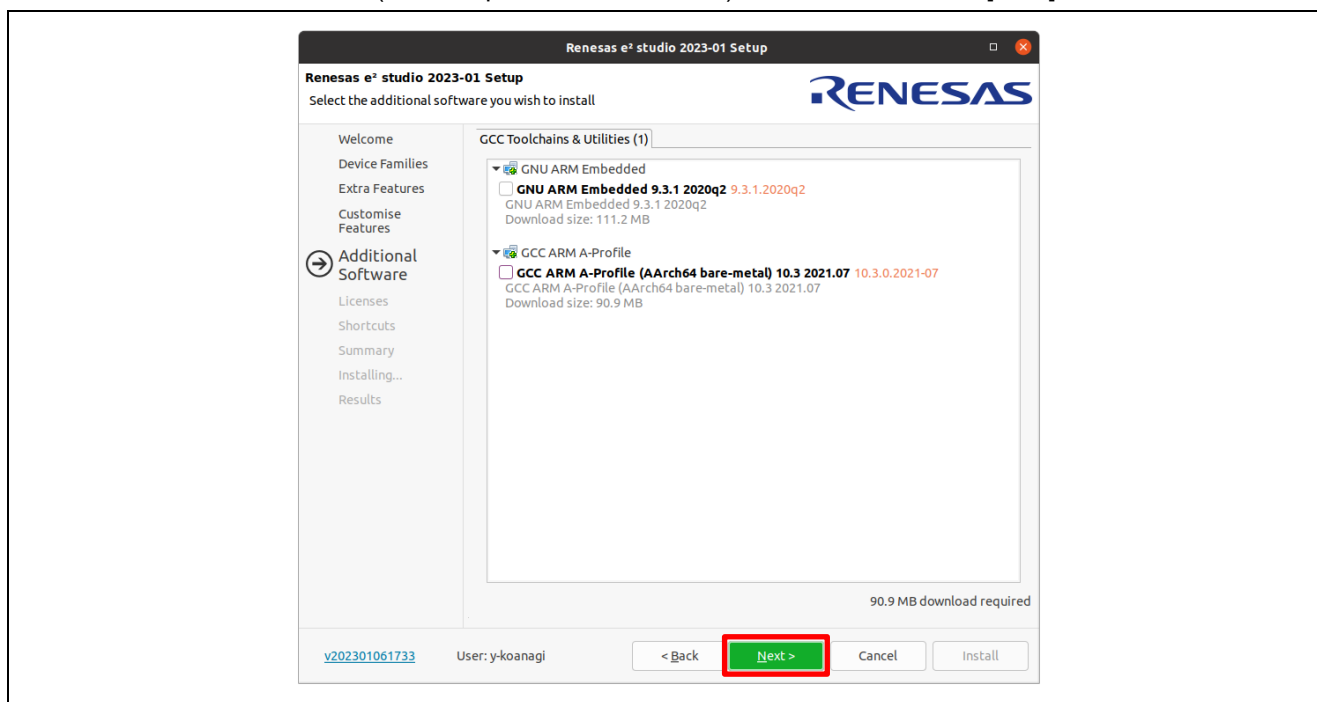 Renesas e² studio 2023-01 Setup
Renesas e² studio 2023-01 Setup
Select the additional software you wish to install
RENESAS
Welcome
Device Families
Extra Features
Customise
Features
Additional
Software
Licenses
Shortcuts
Summary
Installing...
Results
GCC Toolchains & Utilities (1)
GNU ARM Embedded
GNU ARM Embedded 9.3.1 2020q2 9.3.1.2020q2
GNU ARM Embedded 9.3.1 2020q2
Download size: 111.2 MB
GCC ARM A-Profile
GCC ARM A-Profile (AArch64 bare-metal) 10.3 2021.07 10.3.0.2021-07
GCC ARM A-Profile (AArch64 bare-metal) 10.3 2021.07
Download size: 90.9 MB
90.9 MB download required
v202301061733 User: y-koanagi < Back Next > Cancel Install